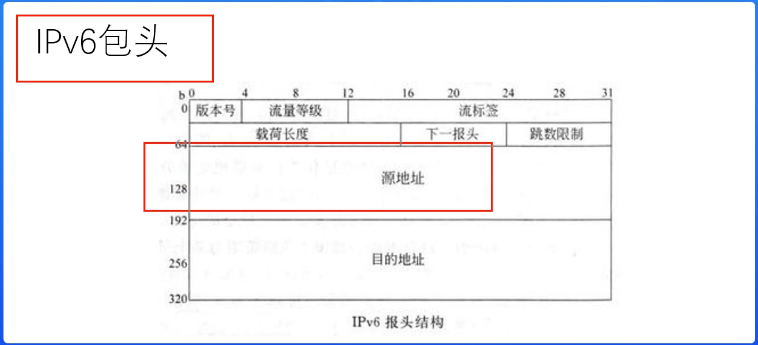 IPv6包头
b 0 4 8 12 16 20 24 28 31
0 版本号 流量等级 流标签
载荷长度 下一报头 跳数限制
64
源地址
128
192
目的地址
256
320
IPv6 报头结构